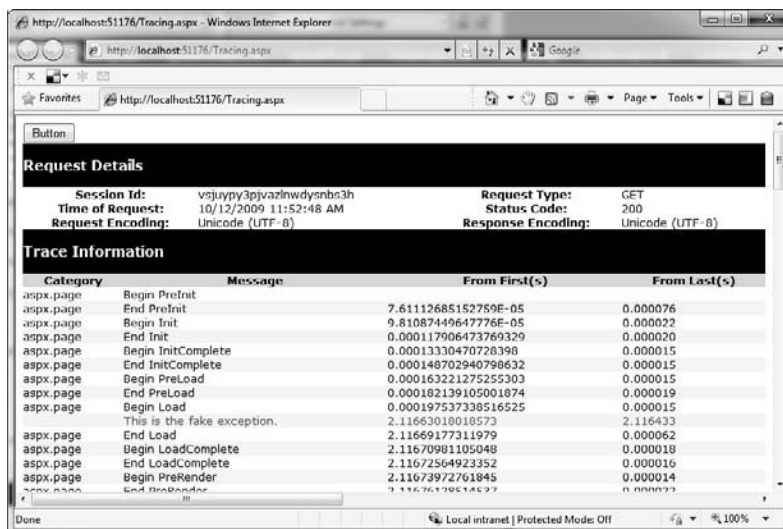 http://localhost:51176/Tracing.aspx - Windows Internet Explorer
http://localhost:51176/Tracing.aspx
Google
Favorites http://localhost:51176/Tracing.aspx Page Tools
Button
Request Details
Session Id: vsjuypy3pjvazlnwdysnbs3h Request Type: GET
Time of Request: 10/12/2009 11:52:48 AM Status Code: 200
Request Encoding: Unicode (UTF-8) Response Encoding: Unicode (UTF-8)
Trace Information
Category Message From First(s) From Last(s)
aspx.page Begin PreInit
aspx.page End PreInit 7.61112685152759E-05 0.000076
aspx.page Begin Init 9.81087449647776E-05 0.000022
aspx.page End Init 0.000117906473769329 0.000020
aspx.page Begin InitComplete 0.00013330470728398 0.000015
aspx.page End InitComplete 0.000148702940798632 0.000015
aspx.page Begin PreLoad 0.000163221275255303 0.000015
aspx.page End PreLoad 0.000182139105001874 0.000019
aspx.page Begin Load 0.000197537338516525 0.000015
This is the fake exception. 2.11663018018573 2.116433
aspx.page End Load 2.11669177311979 0.000062
aspx.page Begin LoadComplete 2.11670981105048 0.000018
aspx.page End LoadComplete 2.11672564923352 0.000016
aspx.page Begin PreRender 2.11673972761845 0.000014
aspx.page End PreRender 2.11676128514537 0.000022
Done Local intranet | Protected Mode: Off 100%